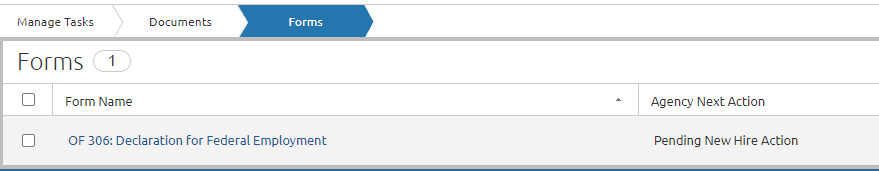 Manage Tasks Documents Forms
Forms 1
Form Name Agency Next Action
OF 306: Declaration for Federal Employment Pending New Hire Action